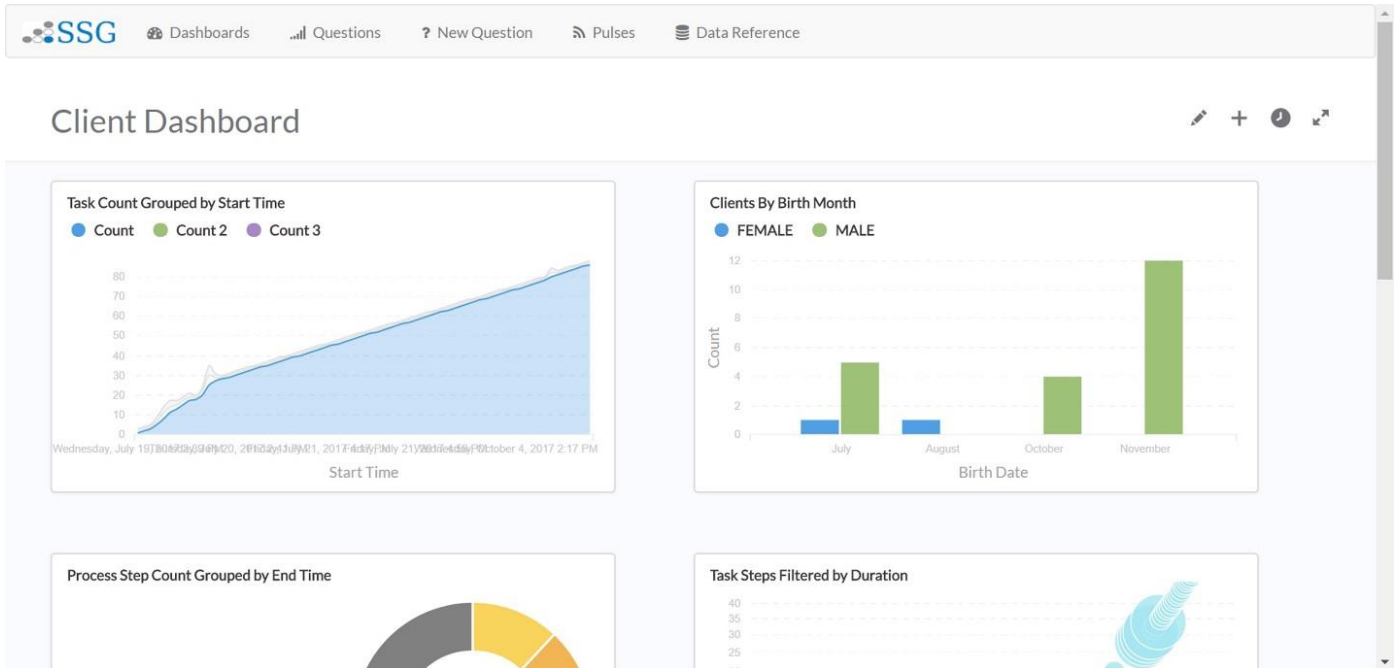 SSG Dashboards Questions ? New Question Pulses Data Reference
Client Dashboard
Task Count Grouped by Start Time
Count Count 2 Count 3
80
70
60
50
40
30
20
10
0
Wednesday, July 19, October 4, 2017 2:17 PM
Start Time
Clients By Birth Month
FEMALE MALE
12
10
8
6
4
2
0
Count
July August October November
Birth Date
Process Step Count Grouped by End Time
Task Steps Filtered by Duration
40
35
30
25